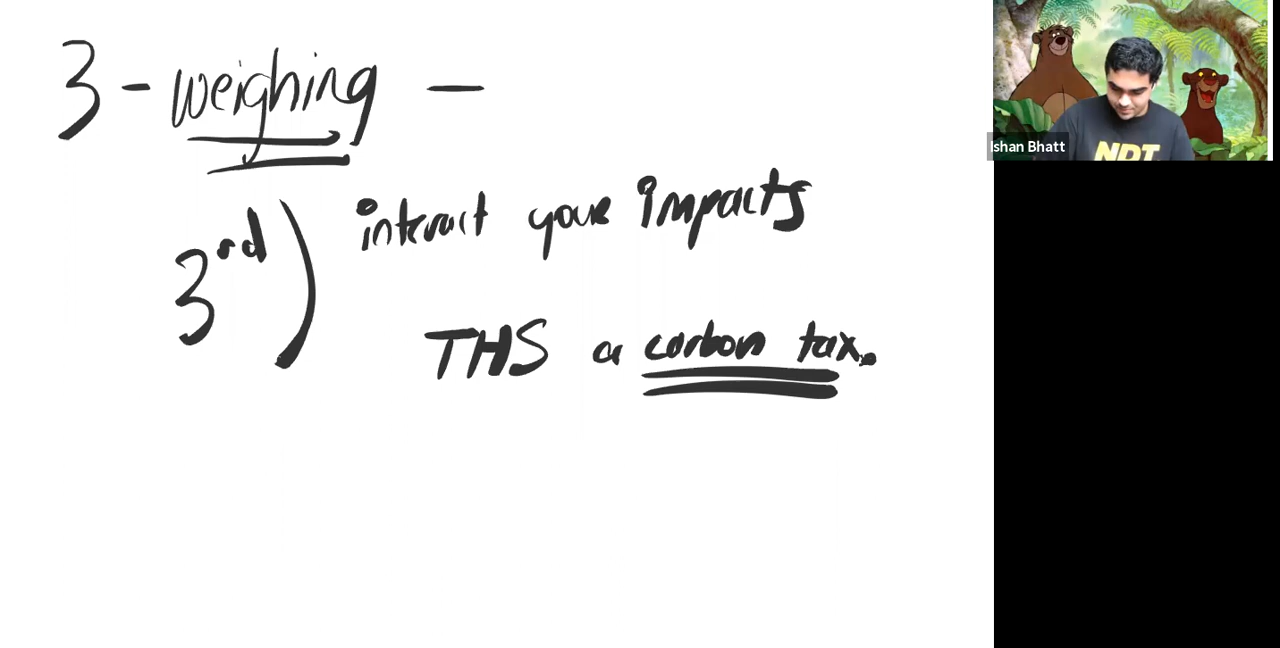 3 - weighing -
3rd) interact your impacts
THS a carbon tax.
Ishan Bhatt
NDT